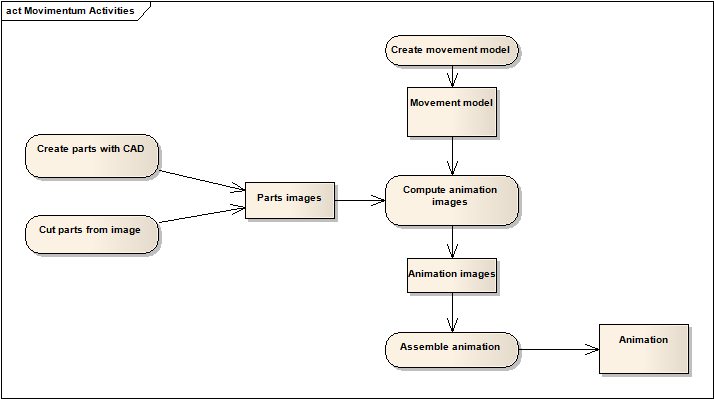 act Movimentum Activities
Create movement model
Movement model
Create parts with CAD
Cut parts from image
Parts images
Compute animation
images
Animation images
Assemble animation
Animation